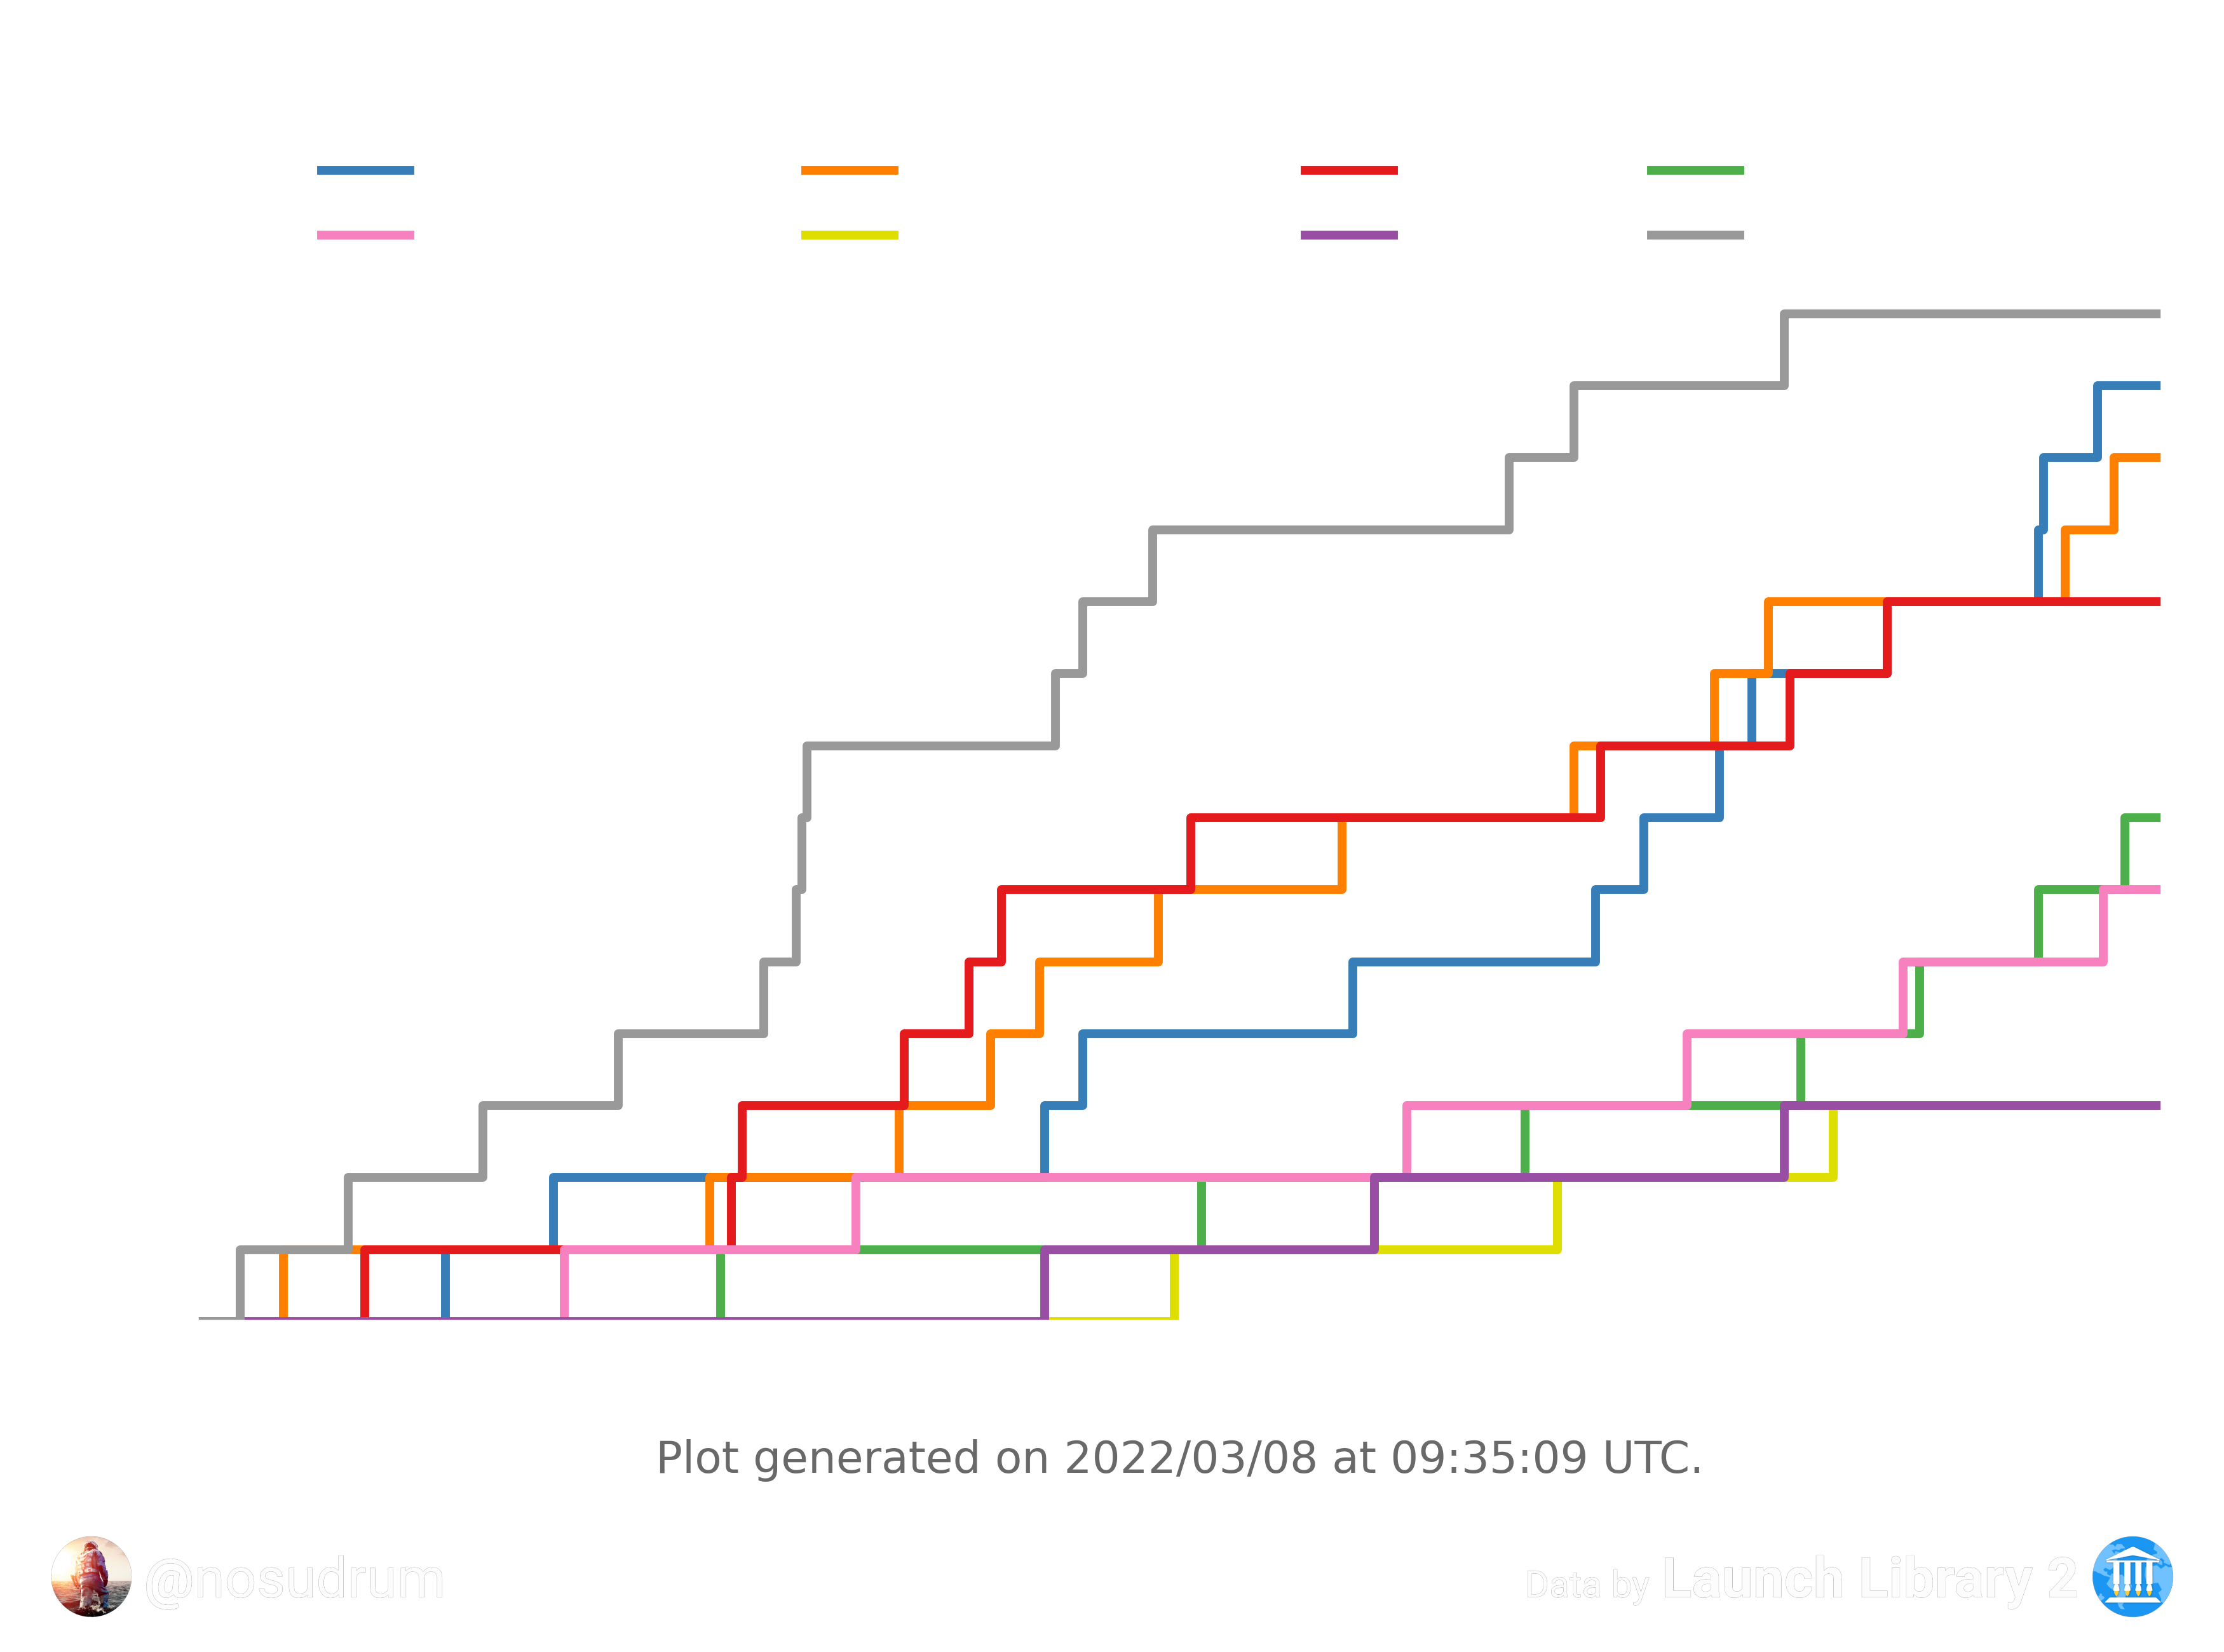 Plot generated on 2022/03/08 at 09:35:09 UTC.
@nosudrum
Data by Launch Library 2